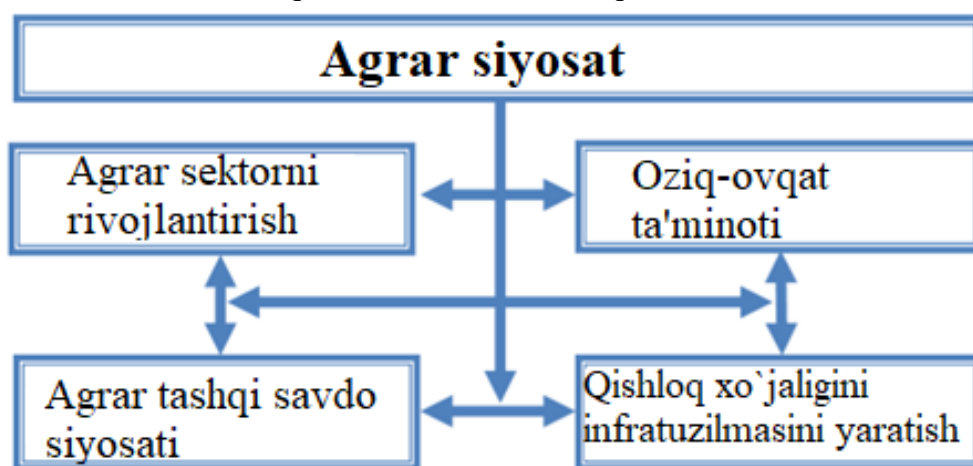 Agrar siyosat
Agrar sektorni
rivojlantirish
Oziq-ovqat
ta'minoti
Agrar tashqi savdo
siyosati
Qishloq xo`jaligini
infratuzilmasini yaratish